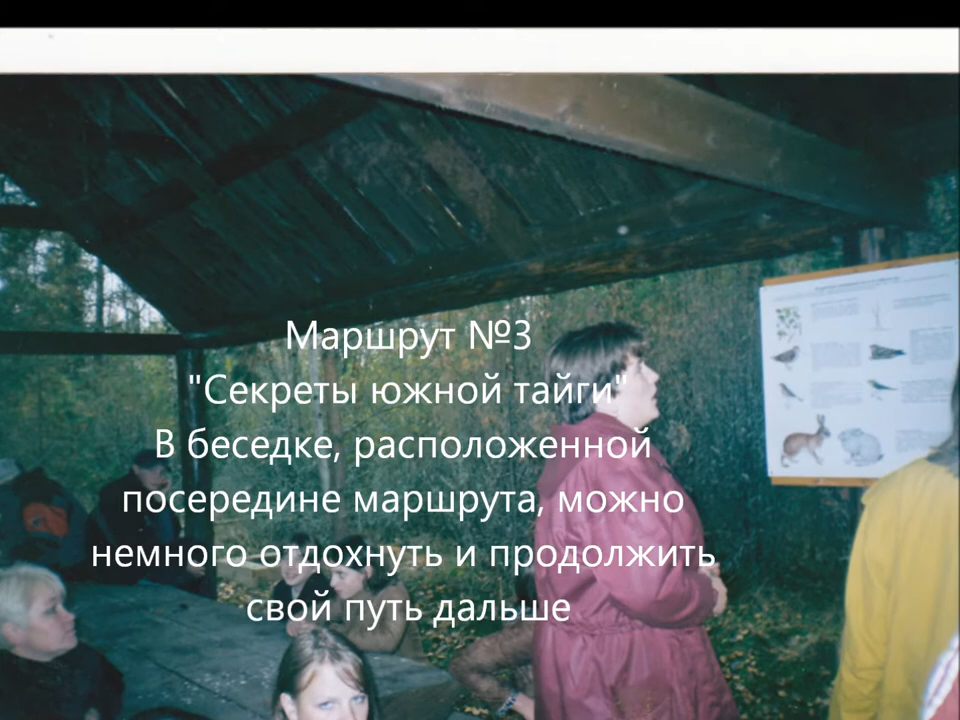 Маршрут №3
"Секреты южной тайги"
В беседке, расположенной
посередине маршрута, можно
немного отдохнуть и продолжить
свой путь дальше